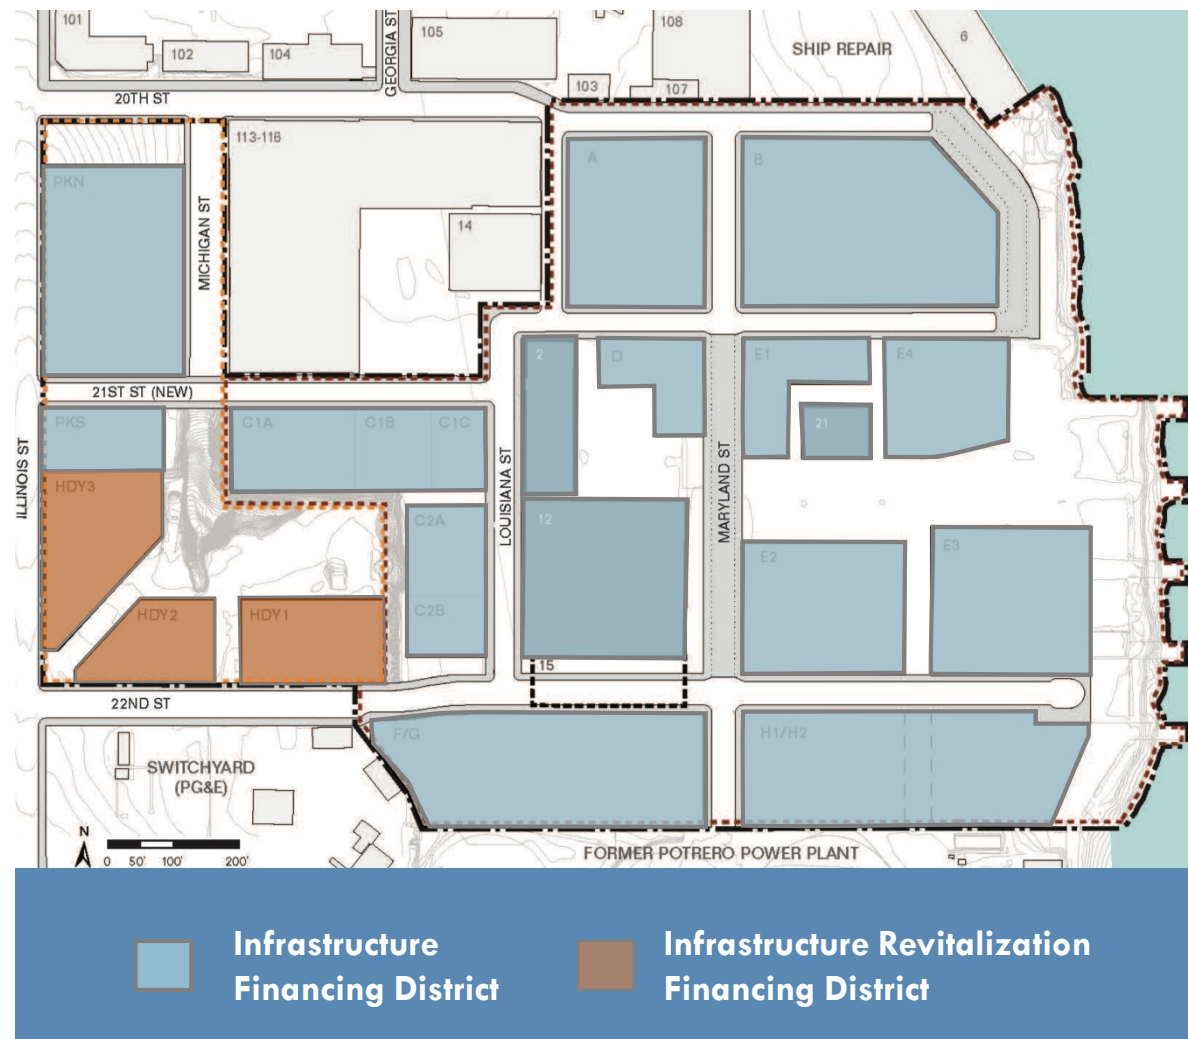 101
102
104
GEORGIA ST
105
103
108
107
SHIP REPAIR
6
20TH ST
113-116
14
PKN
MICHIGAN ST
A
B
21ST ST (NEW)
ILLINOIS ST
PKS
C1A
C1B
C1C
2
D
E1
E4
21
HDY3
HDY2
HDY1
C2A
C2B
LOUISIANA ST
12
MARYLAND ST
E2
E3
15
22ND ST
F/G
H1/H2
SWITCHYARD
(PG&E)
N
0 50' 100' 200'
FORMER POTRERO POWER PLANT
Infrastructure
Financing District
Infrastructure Revitalization
Financing District